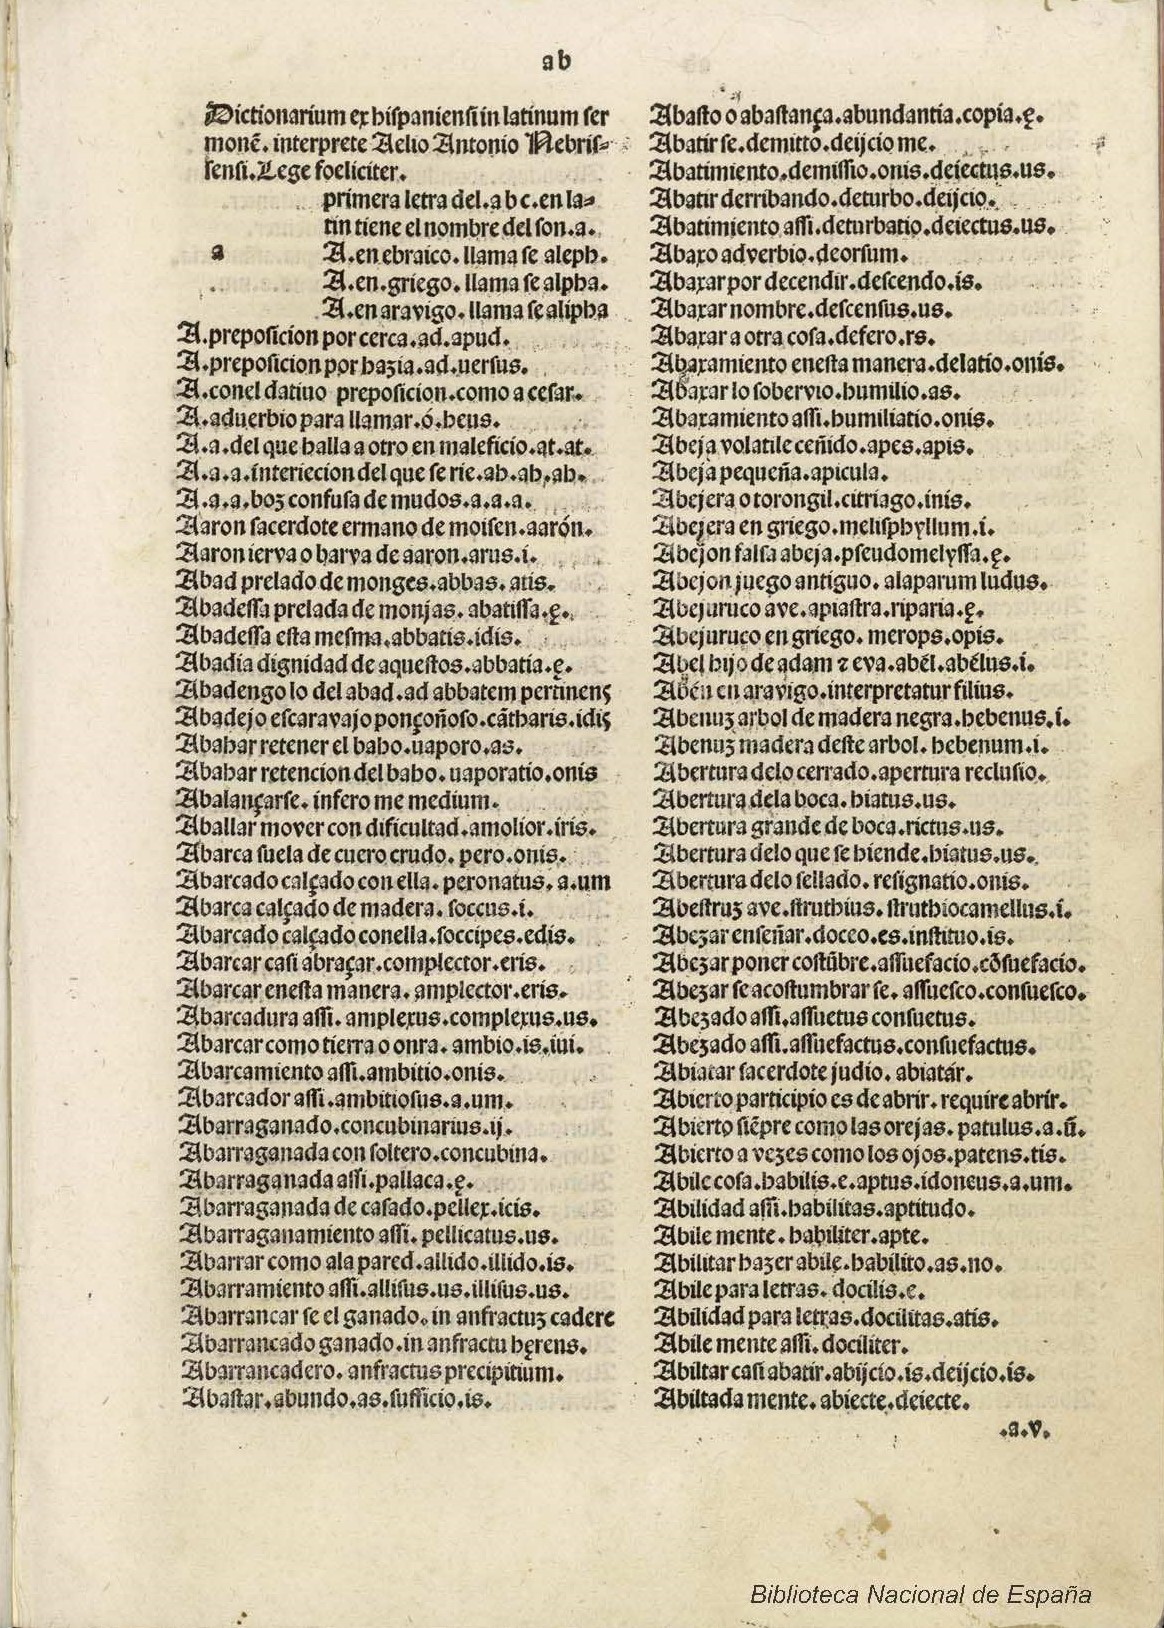 ab
Dictionarium ex hispaniensi in latinum ser
monē. interprete Aelio Antonio Nebris-
sensi. Lege foeliciter.
primera letra del. a b c. en la-
tin tiene el nombre del son. a.
a
A. en ebraico. llama se aleph.
A. en. griego. llama se alpha.
A. en aravigo. llama se alipha
A. preposicion por cerca. ad. apud.
A. preposicion por hazia. ad. uersus.
A. conel datiuo preposicion. como a cesar.
A. aduerbio para llamar. ó. heus.
A. a. del que halla a otro en maleficio. at. at.
A. a. a. interiecion del que se rie. ah. ah. ah.
A. a. a. boz confusa de mudos. a. a. a.
Aaron sacerdote ermano de moisen. aarón.
Aaron ierva o barva de aaron. arus. i.
Abad prelado de monges. abbas. atis.
Abadessa prelada de monjas. abatissa. ę.
Abadessa esta mesma. abbatis. idis.
Abadia dignidad de aquestos. abbatia. ę.
Abadengo lo del abad. ad abbatem pertinens
Abadejo escaravajo ponçoñoso. cātharis. idis
Abahar retener el baho. uaporo. as.
Abahar retencion del baho. uaporatio. onis
Abalançarse. infero me medium.
Aballar mover con dificultad. amolior. iris.
Abarca suela de cuero crudo. pero. onis.
Abarcado calçado con ella. peronatus. a. um
Abarca calçado de madera. soccus. i.
Abarcado calçado conella. soccipes. edis.
Abarcar casi abraçar. complector. eris.
Abarcar enesta manera. amplector. eris.
Abarcadura assi. amplexus. complexus. us.
Abarcar como tierra o onra. ambio. is. iui.
Abarcamiento assi. ambitio. onis.
Abarcador assi. ambitiosus. a. um.
Abarraganado. concubinarius. ij.
Abarraganada con soltero. concubina.
Abarraganada assi. pallaca. ę.
Abarraganada de casado. pellex. icis.
Abarraganamiento assi. pellicatus. us.
Abarrar como ala pared. allido. illido. is.
Abarramiento assi. allisus. us. illisus. us.
Abarrancar se el ganado. in anfractuz cadere
Abarrancado ganado. in anfractu hęrens.
Abarrancadero. anfractus precipitium.
Abastar. abundo. as. sufficio. is.
Abasto o abastança. abundantia. copia. ę.
Abatir se. demitto. deijcio me.
Abatimiento. demissio. onis. deiectus. us.
Abatir derribando. deturbo. deijcio.
Abatimiento assi. deturbatio. deiectus. us.
Abaxo adverbio. deorsum.
Abaxar por decendir. descendo. is.
Abaxar nombre. descensus. us.
Abaxar a otra cosa. defero. rs.
Abaxamiento enesta manera. delatio. onis.
Abaxar lo sobervio. humilio. as.
Abaxamiento assi. humiliatio. onis.
Abeja volatile ceñido. apes. apis.
Abeja pequeña. apicula.
Abejera o torongil. citriago. inis.
Abejera en griego. melisphyllum. i.
Abejon falsa abeja. pseudomelyssa. ę.
Abejon juego antiguo. alaparum ludus.
Abejuruco ave. apiastra. riparia. ę.
Abejuruco en griego. merops. opis.
Abel hijo de adam ⁊ eva. abél. abélus. i.
Abén en aravigo. interpretatur filius.
Abenuz arbol de madera negra. hebenus. i.
Abenuz madera deste arbol. hebenum. i.
Abertura delo cerrado. apertura reclusio.
Abertura dela boca. hiatus. us.
Abertura grande de boca. rictus. us.
Abertura delo que se hiende. hiatus. us.
Abertura delo sellado. resignatio. onis.
Abestruz ave. struthius. struthiocamellus. i.
Abezar enseñar. doceo. es. instituo. is.
Abezar poner costūbre. assuefacio. cōsuefacio.
Abezar se acostumbrar se. assuesco. consuesco.
Abezado assi. assuetus consuetus.
Abezado assi. assuefactus. consuefactus.
Abiatar sacerdote judio. abiatár.
Abierto participio es de abrir. require abrir.
Abierto siēpre como las orejas. patulus. a. ū.
Abierto a vezes como los ojos. patens. tis.
Abile cosa. habilis. e. aptus. idoneus. a. um.
Abilidad assi. habilitas. aptitudo.
Abile mente. habiliter. apte.
Abilitar hazer abile. habilito. as. no.
Abile para letras. docilis. e.
Abilidad para letras. docilitas. atis.
Abile mente assi. dociliter.
Abiltar casi abatir. abijcio. is. deijcio. is.
Abiltada mente. abiecte. deiecte.
.a.v.
Biblioteca Nacional de España